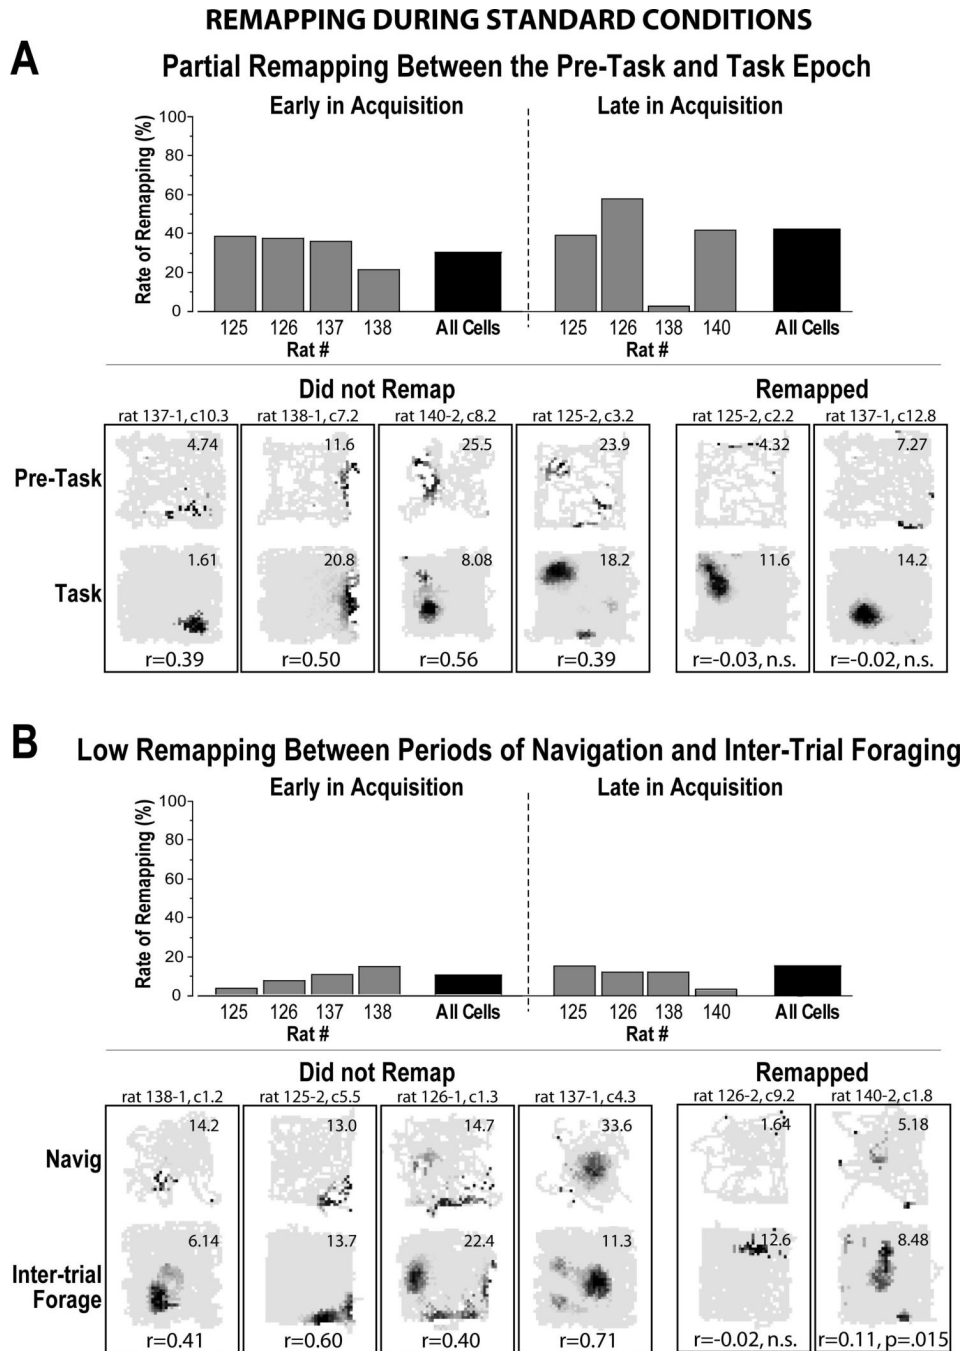 REMAPPING DURING STANDARD CONDITIONS
A
Partial Remapping Between the Pre-Task and Task Epoch
Early in Acquisition
Late in Acquisition
Rate of Remapping (%)
100
80
60
40
20
0
125 126 137 138 All Cells 125 126 138 140 All Cells
Rat # Rat #
Did not Remap Remapped
rat 137-1, c10.3 rat 138-1, c7.2 rat 140-2, c8.2 rat 125-2, c3.2 rat 125-2, c2.2 rat 137-1, c12.8
Pre-Task 4.74 11.6 25.5 23.9 4.32 7.27
Task 1.61 20.8 8.08 18.2 11.6 14.2
r=0.39 r=0.50 r=0.56 r=0.39 r=-0.03, n.s. r=-0.02, n.s.
B
Low Remapping Between Periods of Navigation and Inter-Trial Foraging
Early in Acquisition
Late in Acquisition
Rate of Remapping (%)
100
80
60
40
20
0
125 126 137 138 All Cells 125 126 138 140 All Cells
Rat # Rat #
Did not Remap Remapped
rat 138-1, c1.2 rat 125-2, c5.5 rat 126-1, c1.3 rat 137-1, c4.3 rat 126-2, c9.2 rat 140-2, c1.8
Navig 14.2 13.0 14.7 33.6 1.64 5.18
Inter-trial
Forage 6.14 13.7 22.4 11.3 12.6 8.48
r=0.41 r=0.60 r=0.40 r=0.71 r=-0.02, n.s. r=0.11, p=.015